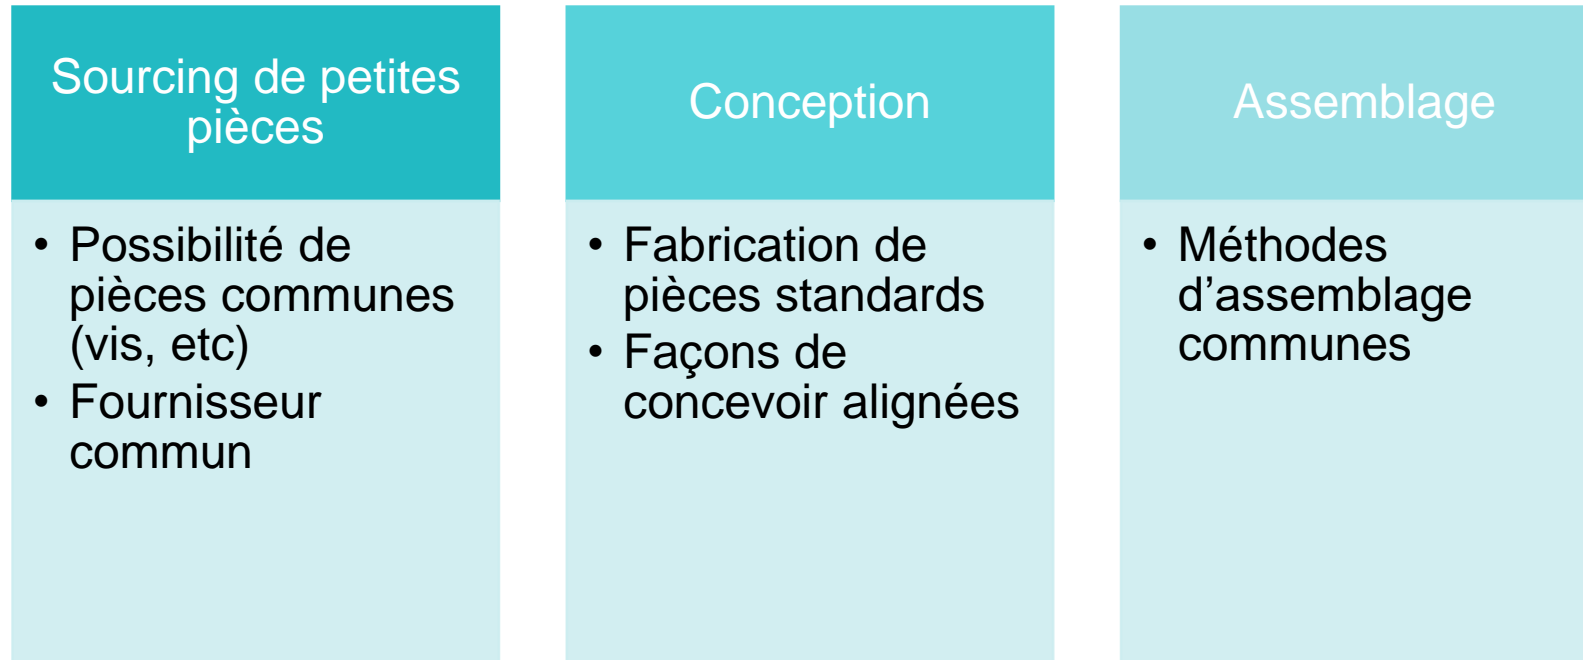 Sourcing de petites
pièces
• Possibilité de
pièces communes
(vis, etc)
• Fournisseur
commun
Conception
• Fabrication de
pièces standards
• Façons de
concevoir alignées
Assemblage
• Méthodes
d’assemblage
communes